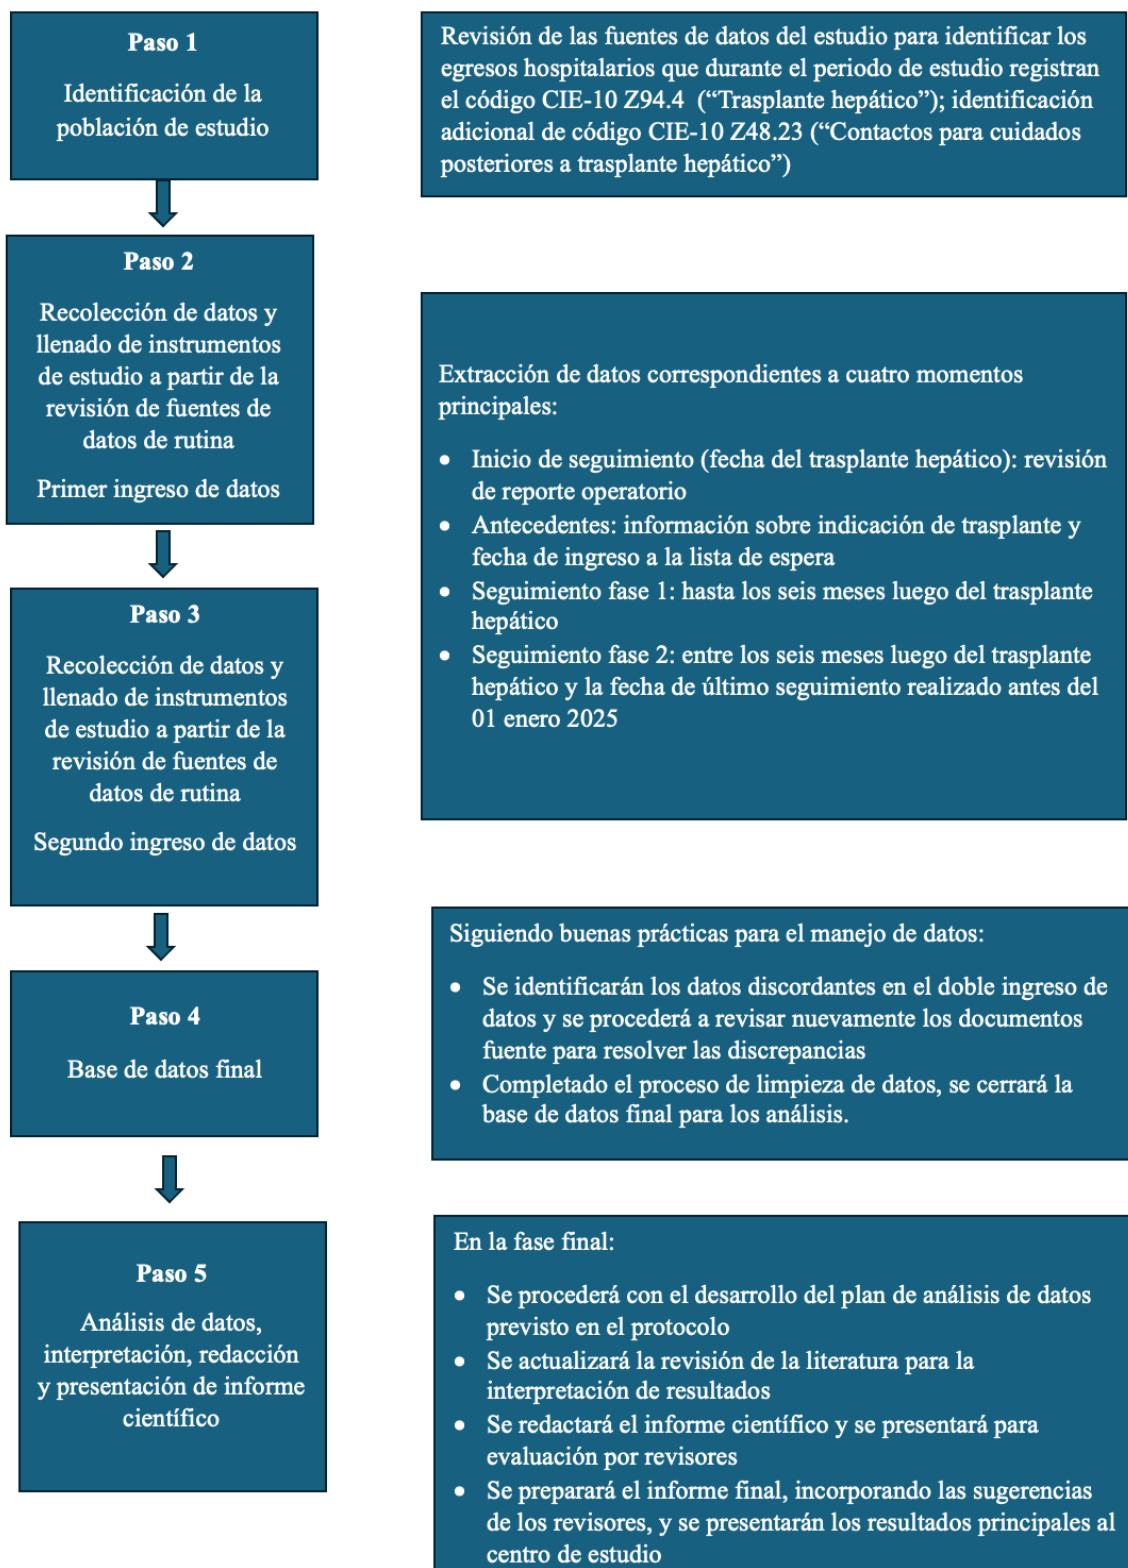 Paso 1
Identificación de la
población de estudio
Revisión de las fuentes de datos del estudio para identificar los
egresos hospitalarios que durante el periodo de estudio registran
el código CIE-10 Z94.4 (“Trasplante hepático”); identificación
adicional de código CIE-10 Z48.23 (“Contactos para cuidados
posteriores a trasplante hepático”)
Paso 2
Recolección de datos y
llenado de instrumentos
de estudio a partir de la
revisión de fuentes de
datos de rutina
Primer ingreso de datos
Paso 3
Recolección de datos y
llenado de instrumentos
de estudio a partir de la
revisión de fuentes de
datos de rutina
Segundo ingreso de datos
Extracción de datos correspondientes a cuatro momentos
principales:
• Inicio de seguimiento (fecha del trasplante hepático): revisión
de reporte operatorio
• Antecedentes: información sobre indicación de trasplante y
fecha de ingreso a la lista de espera
• Seguimiento fase 1: hasta los seis meses luego del trasplante
hepático
• Seguimiento fase 2: entre los seis meses luego del trasplante
hepático y la fecha de último seguimiento realizado antes del
01 enero 2025
Paso 4
Base de datos final
Siguiendo buenas prácticas para el manejo de datos:
• Se identificarán los datos discordantes en el doble ingreso de
datos y se procederá a revisar nuevamente los documentos
fuente para resolver las discrepancias
• Completado el proceso de limpieza de datos, se cerrará la
base de datos final para los análisis.
Paso 5
Análisis de datos,
interpretación, redacción
y presentación de informe
científico
En la fase final:
• Se procederá con el desarrollo del plan de análisis de datos
previsto en el protocolo
• Se actualizará la revisión de la literatura para la
interpretación de resultados
• Se redactará el informe científico y se presentará para
evaluación por revisores
• Se preparará el informe final, incorporando las sugerencias
de los revisores, y se presentarán los resultados principales al
centro de estudio